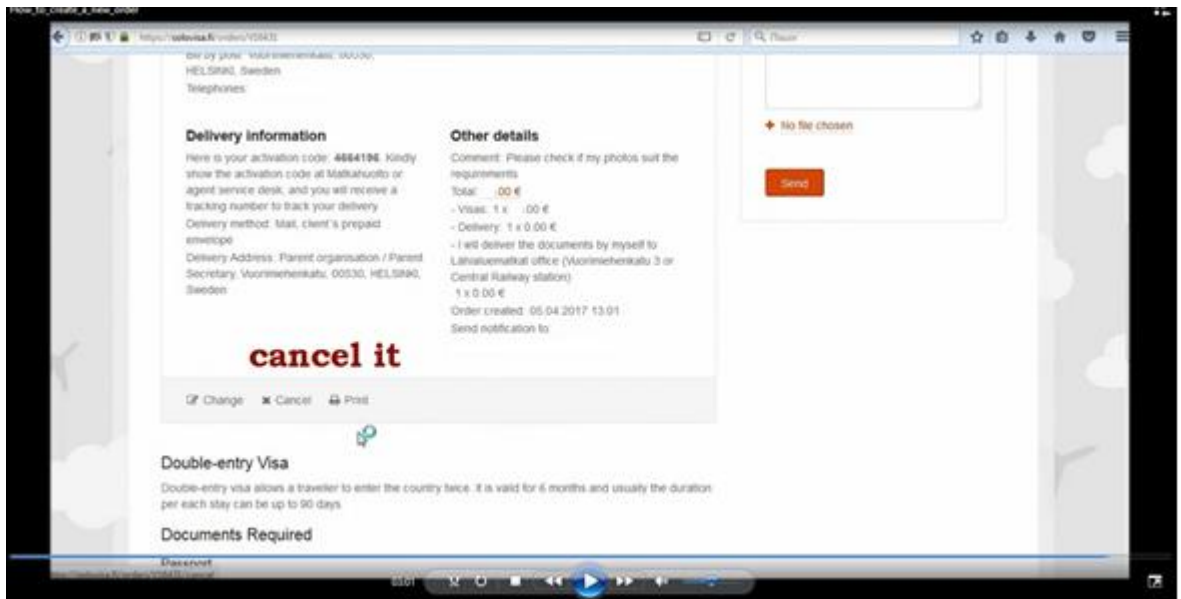 How_to_create_a_new_order
Поиск
HELSINKI, Sweden
Telephones:
Delivery information
Here is your activation code: 4664196. Kindly
show the activation code at Matkahuolto or
agent service desk, and you will receive a
tracking number to track your delivery
Delivery method: Mail, client's prepaid
envelope
Delivery Address: Parent organisation / Parent
Secretary, Vuorimiehenkatu, 00530, HELSINKI,
Sweden
Other details
Comment: Please check if my photos suit the
requirements
Total: .00 €
- Visas: 1 x .00 €
- Delivery: 1 x 0.00 €
- I will deliver the documents by myself to
Lähialuematkat office (Vuorimiehenkatu 3 or
Central Railway station)
1 x 0.00 €
Order created: 05.04.2017 13:01
Send notification to:
No file chosen
Send
cancel it
Change Cancel Print
Double-entry Visa
Double-entry visa allows a traveller to enter the country twice. It is valid for 6 months and usually the duration
per each stay can be up to 90 days
Documents Required
Passport
03:01